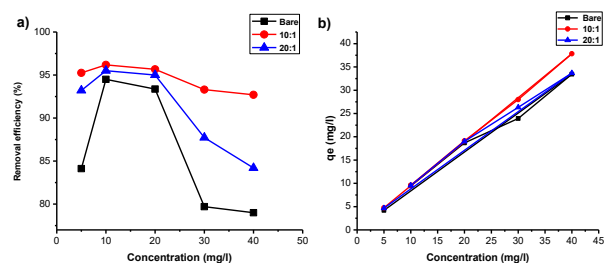 a)
Bare
10:1
20:1
100
95
90
85
80
Removal efficiency (%)
0 10 20 30 40 50
Concentration (mg/l)
b)
Bare
10:1
20:1
45
40
35
30
25
20
15
10
5
0
qe (mg/l)
0 5 10 15 20 25 30 35 40 45
Concentration (mg/l)